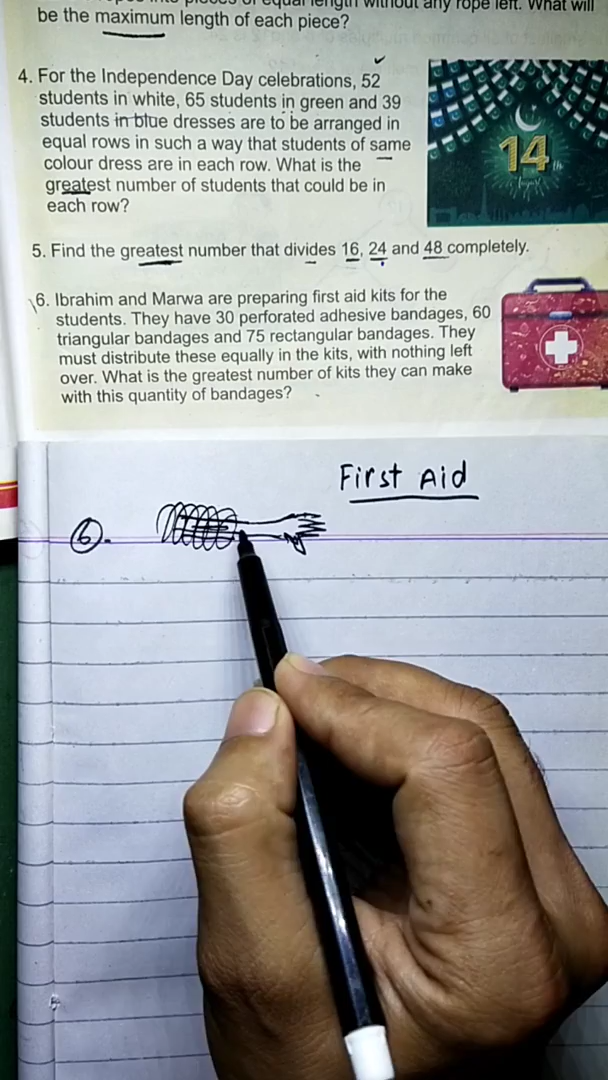 be the maximum length of each piece?
4. For the Independence Day celebrations, 52
students in white, 65 students in green and 39
students in blue dresses are to be arranged in
equal rows in such a way that students of same
colour dress are in each row. What is the
greatest number of students that could be in
each row?
14th
August
5. Find the greatest number that divides 16, 24 and 48 completely.
6. Ibrahim and Marwa are preparing first aid kits for the
students. They have 30 perforated adhesive bandages, 60
triangular bandages and 75 rectangular bandages. They
must distribute these equally in the kits, with nothing left
over. What is the greatest number of kits they can make
with this quantity of bandages?
First Aid
6.